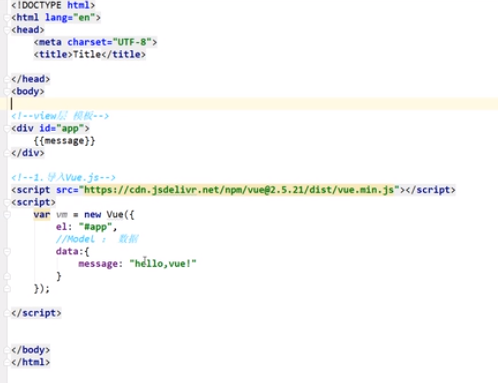 <!DOCTYPE html>
<html lang="en">
<head>
    <meta charset="UTF-8">
    <title>Title</title>
</head>
<body>
<!--view层 模板-->
<div id="app">
    {{message}}
</div>
<!--1.导入Vue.js-->
<script src="https://cdn.jsdelivr.net/npm/vue@2.5.21/dist/vue.min.js"></script>
<script>
    var vm = new Vue({
        el: "#app",
        //Model : 数据
        data:{
            message: "hello,vue!"
        }
    });
</script>
</body>
</html>